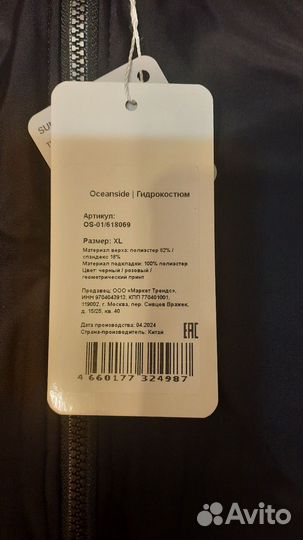 SU
Oceanside | Гидрокостюм
Артикул:
OS-01/618069
Размер: XL
Материал верха: полиэстер 82% /
спандекс 18%
Материал подкладки: 100% полиэстер
Цвет: черный / розовый /
геометрический принт
Продавец: ООО «Маркет Трендс»,
ИНН 9704043913, КПП 770401001,
119002, г. Москва, пер. Сивцев Вражек,
д. 15/25, кв. 40
Дата производства: 04.2024
Страна-производитель: Китай
EAC
4 660177 324987
Avito